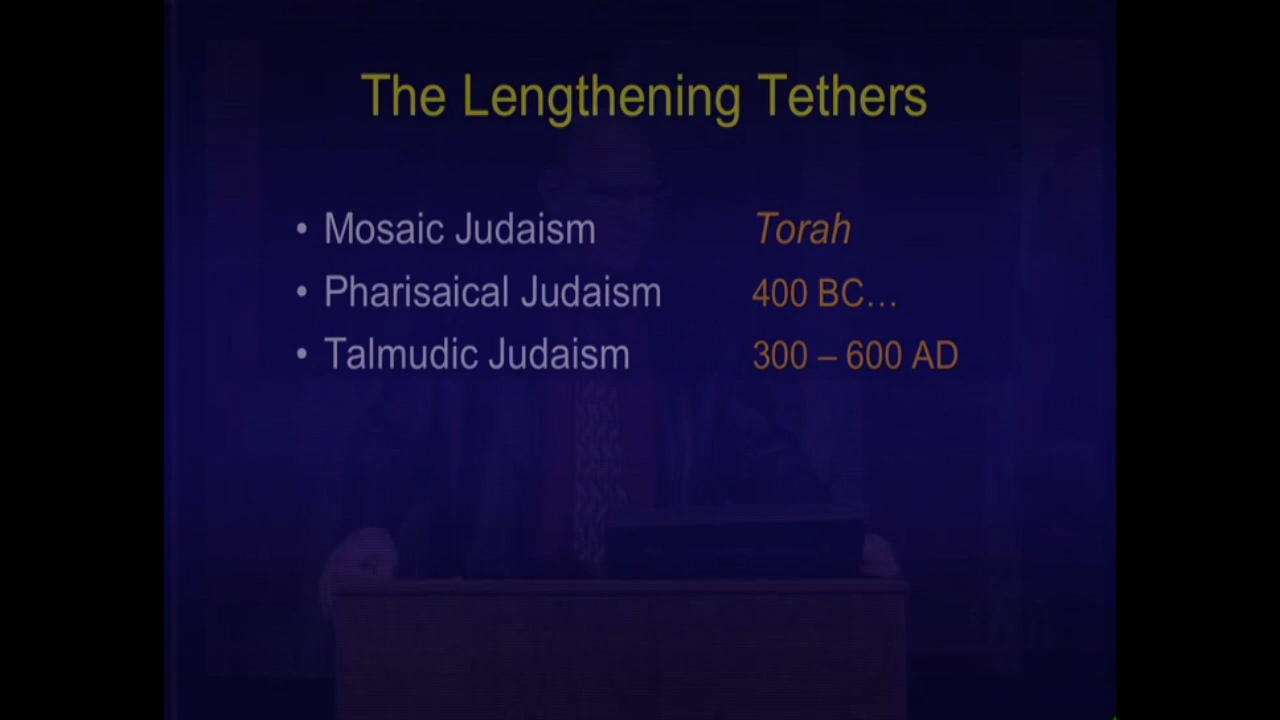 The Lengthening Tethers
• Mosaic Judaism Torah
• Pharisaical Judaism 400 BC…
• Talmudic Judaism 300 – 600 AD